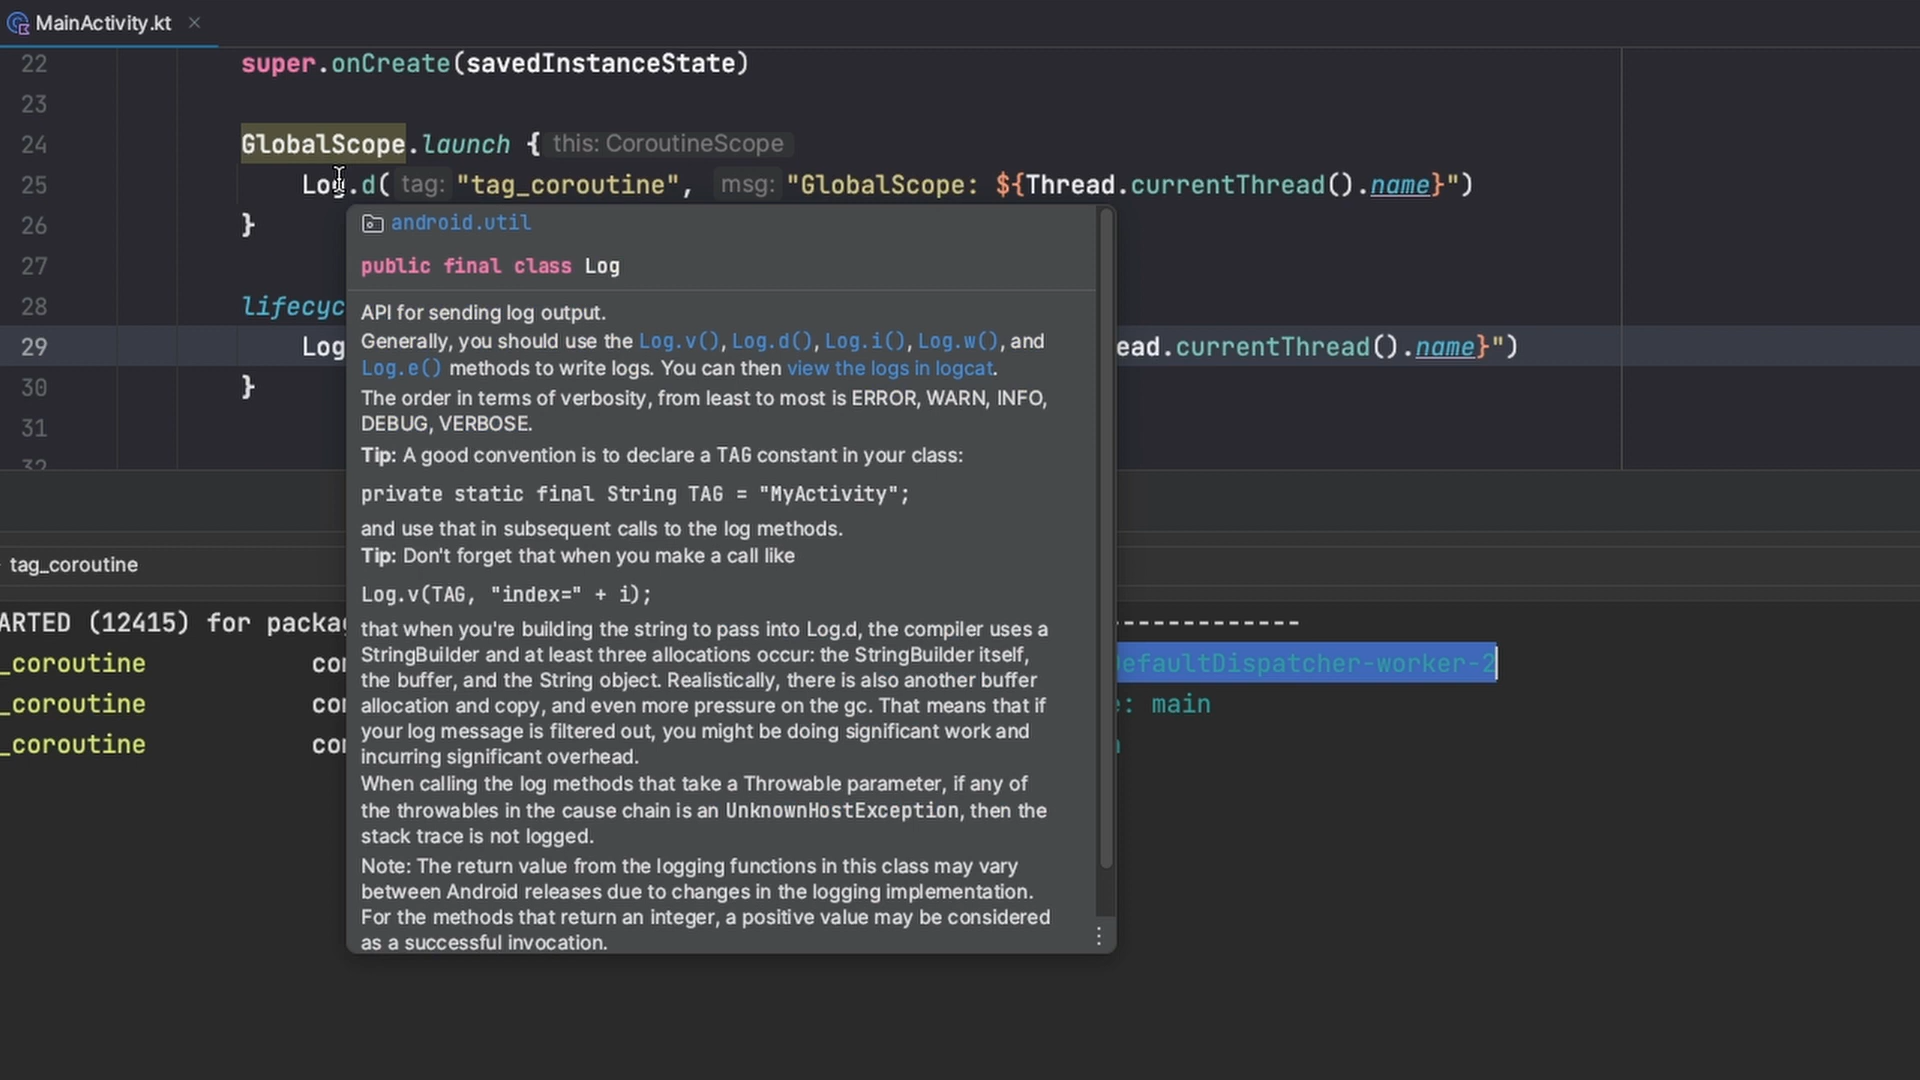 MainActivity.kt
22 super.onCreate(savedInstanceState)
23
24 GlobalScope.launch { this: CoroutineScope
25 Log.d( tag: "tag_coroutine", msg: "GlobalScope: ${Thread.currentThread().name}")
26 }
27
28 lifecyc
29 Log ead.currentThread().name}")
30 }
31
32
android.util
public final class Log
API for sending log output.
Generally, you should use the Log.v(), Log.d(), Log.i(), Log.w(), and
Log.e() methods to write logs. You can then view the logs in logcat.
The order in terms of verbosity, from least to most is ERROR, WARN, INFO,
DEBUG, VERBOSE.
Tip: A good convention is to declare a TAG constant in your class:
private static final String TAG = "MyActivity";
and use that in subsequent calls to the log methods.
Tip: Don't forget that when you make a call like
Log.v(TAG, "index=" + i);
that when you're building the string to pass into Log.d, the compiler uses a
StringBuilder and at least three allocations occur: the StringBuilder itself,
the buffer, and the String object. Realistically, there is also another buffer
allocation and copy, and even more pressure on the gc. That means that if
your log message is filtered out, you might be doing significant work and
incurring significant overhead.
When calling the log methods that take a Throwable parameter, if any of
the throwables in the cause chain is an UnknownHostException, then the
stack trace is not logged.
Note: The return value from the logging functions in this class may vary
between Android releases due to changes in the logging implementation.
For the methods that return an integer, a positive value may be considered
as a successful invocation.
tag_coroutine
ARTED (12415) for packag -------------
_coroutine com efaultDispatcher-worker-2
_coroutine com e: main
_coroutine com